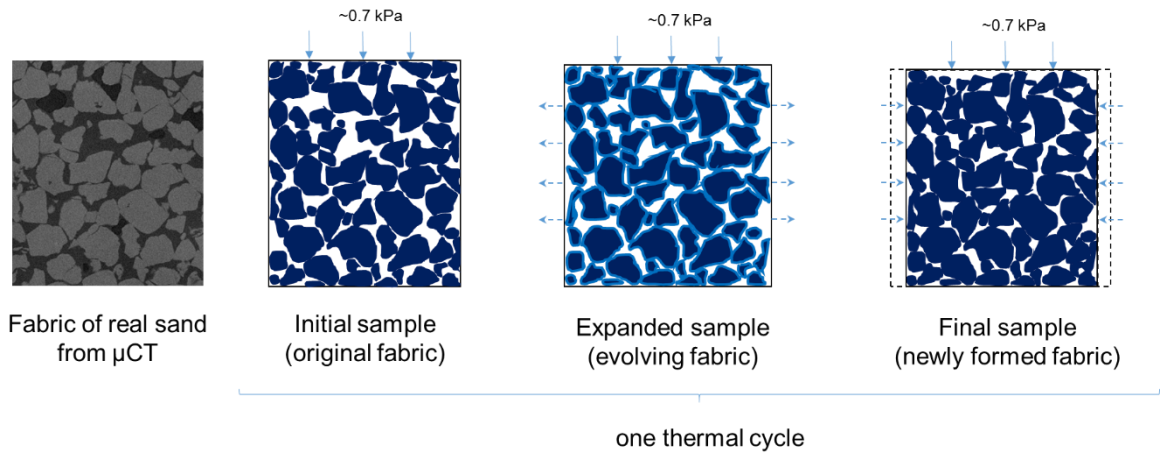 ~0.7 kPa
~0.7 kPa
~0.7 kPa
Fabric of real sand
from µCT
Initial sample
(original fabric)
Expanded sample
(evolving fabric)
Final sample
(newly formed fabric)
one thermal cycle